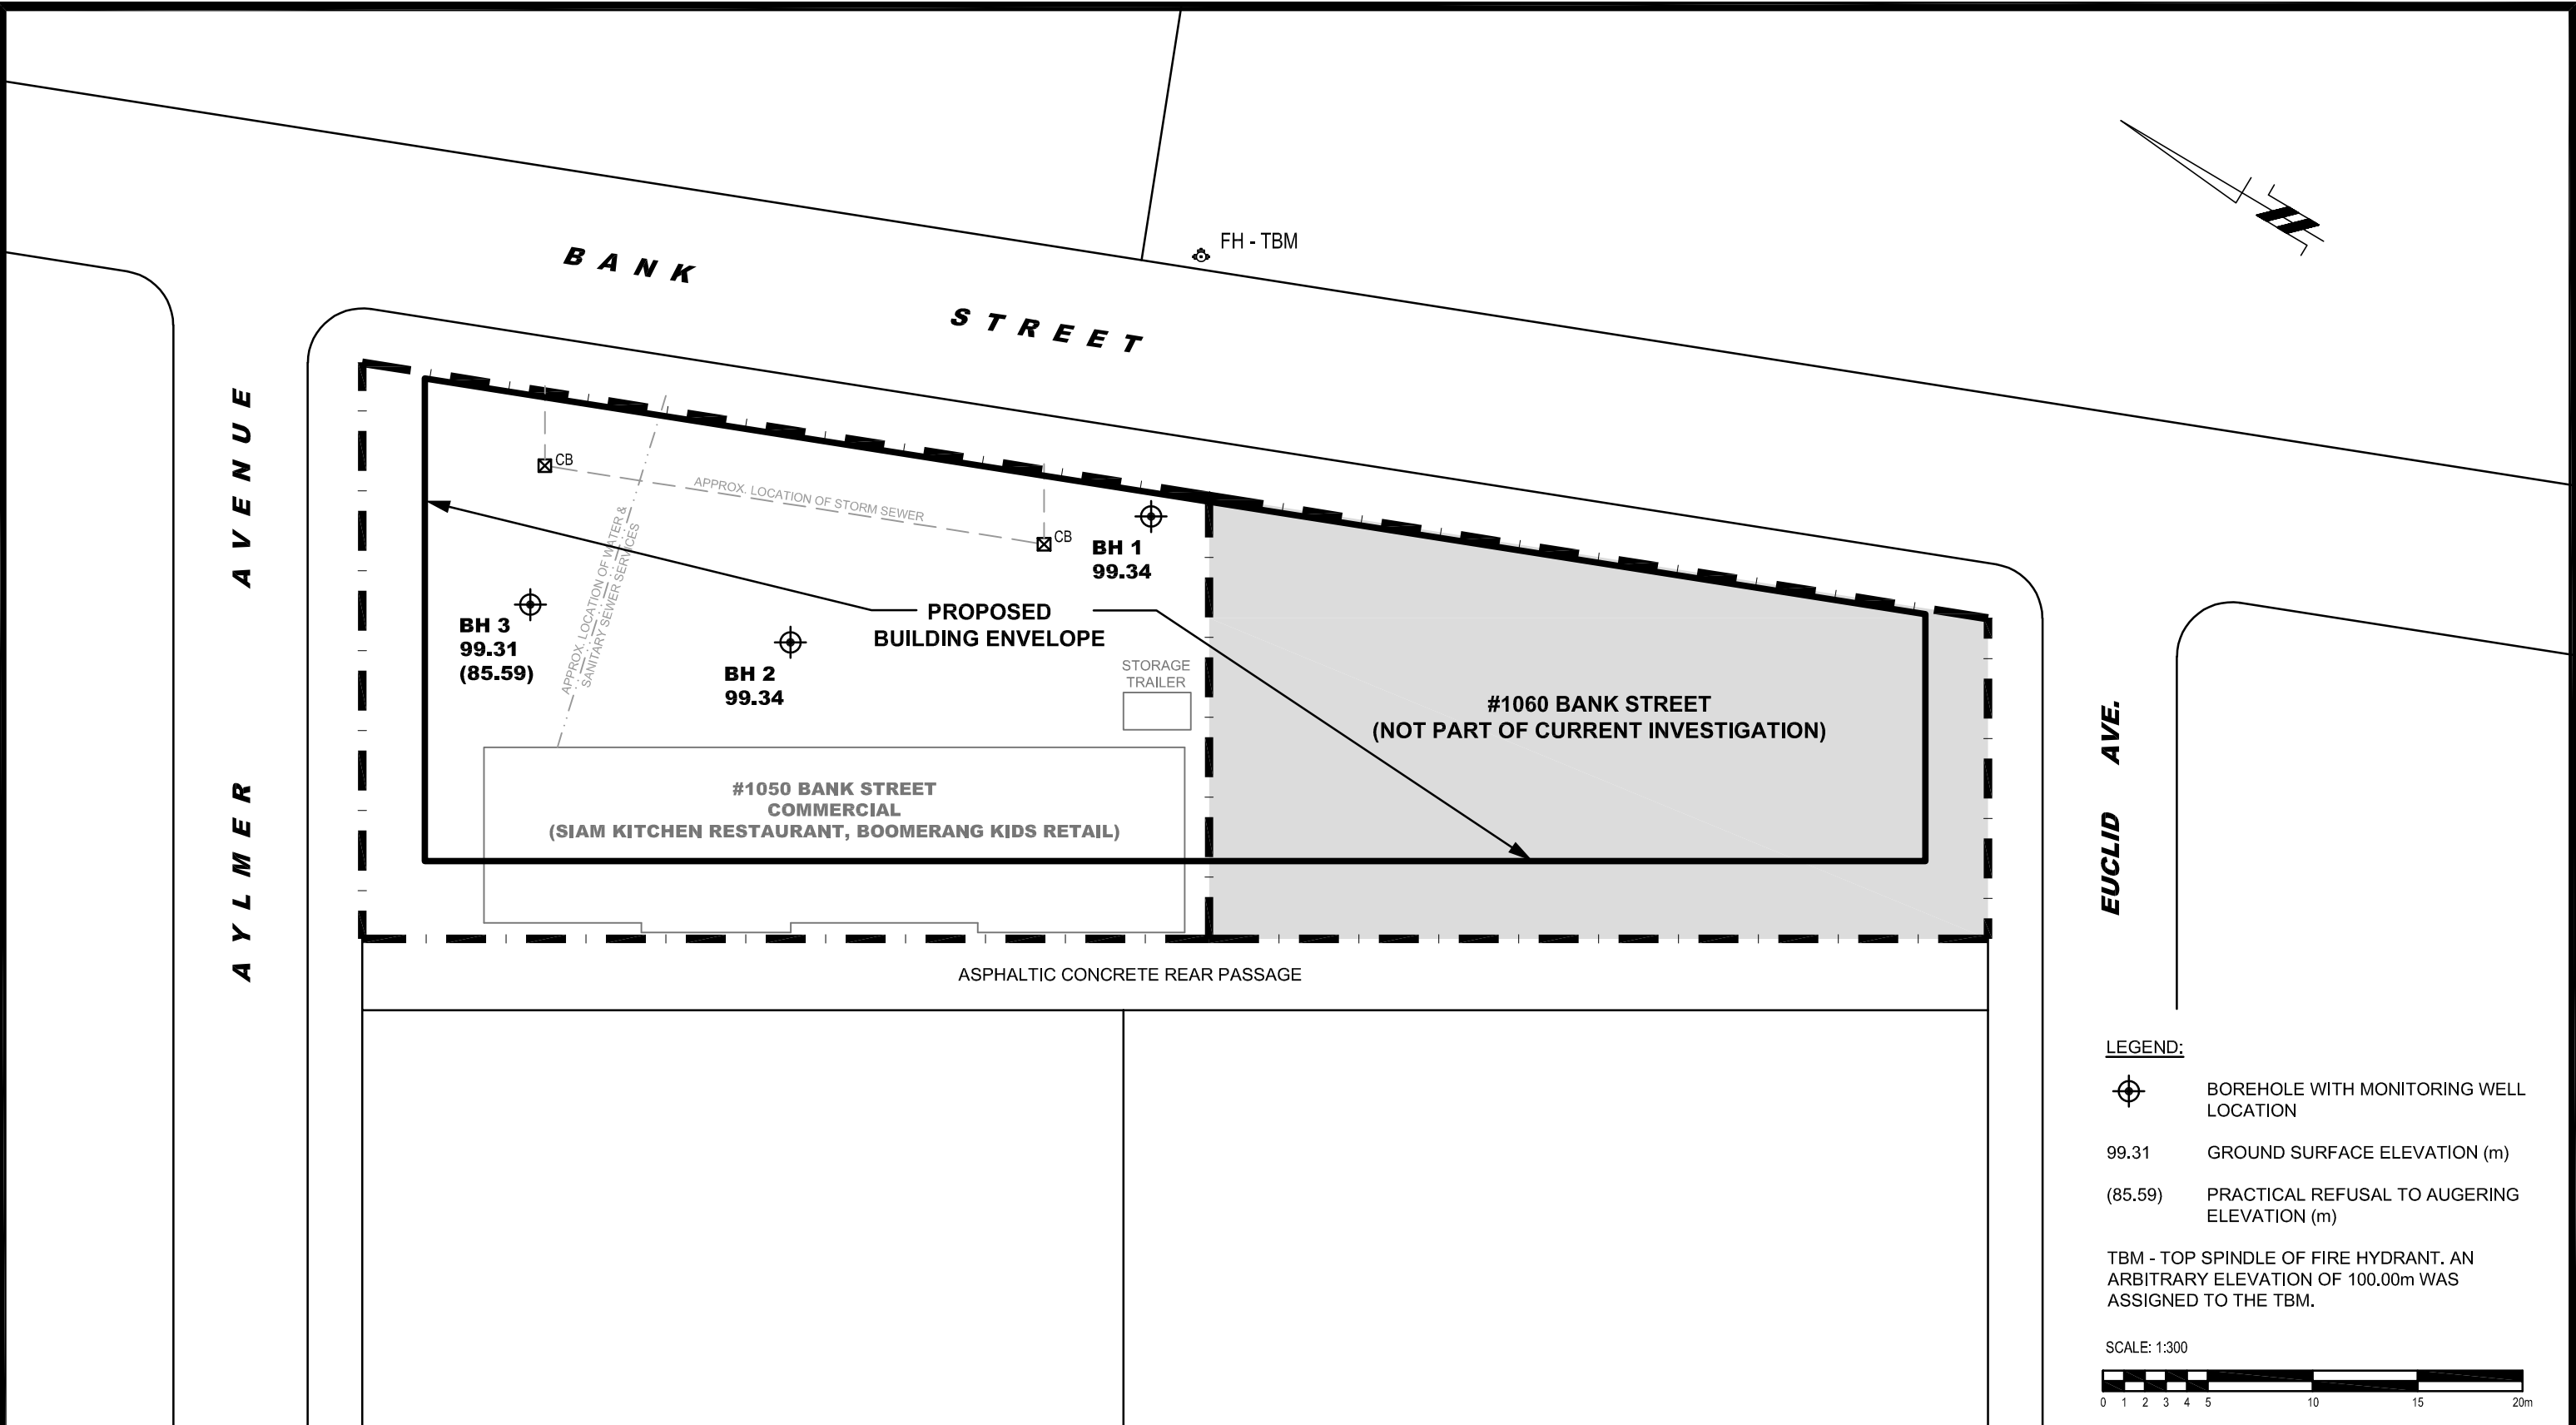 FH - TBM
BANK
STREET
AYLMER AVENUE
CB
APPROX. LOCATION OF STORM SEWER
CB
APPROX. LOCATION OF WATER &
SANITARY SEWER SERVICES
BH 1
99.34
BH 3
99.31
(85.59)
BH 2
99.34
PROPOSED
BUILDING ENVELOPE
STORAGE
TRAILER
#1060 BANK STREET
(NOT PART OF CURRENT INVESTIGATION)
#1050 BANK STREET
COMMERCIAL
(SIAM KITCHEN RESTAURANT, BOOMERANG KIDS RETAIL)
EUCLID AVE.
ASPHALTIC CONCRETE REAR PASSAGE
LEGEND:
BOREHOLE WITH MONITORING WELL
LOCATION
99.31 GROUND SURFACE ELEVATION (m)
(85.59) PRACTICAL REFUSAL TO AUGERING
ELEVATION (m)
TBM - TOP SPINDLE OF FIRE HYDRANT. AN
ARBITRARY ELEVATION OF 100.00m WAS
ASSIGNED TO THE TBM.
SCALE: 1:300
0 1 2 3 4 5 10 15 20m